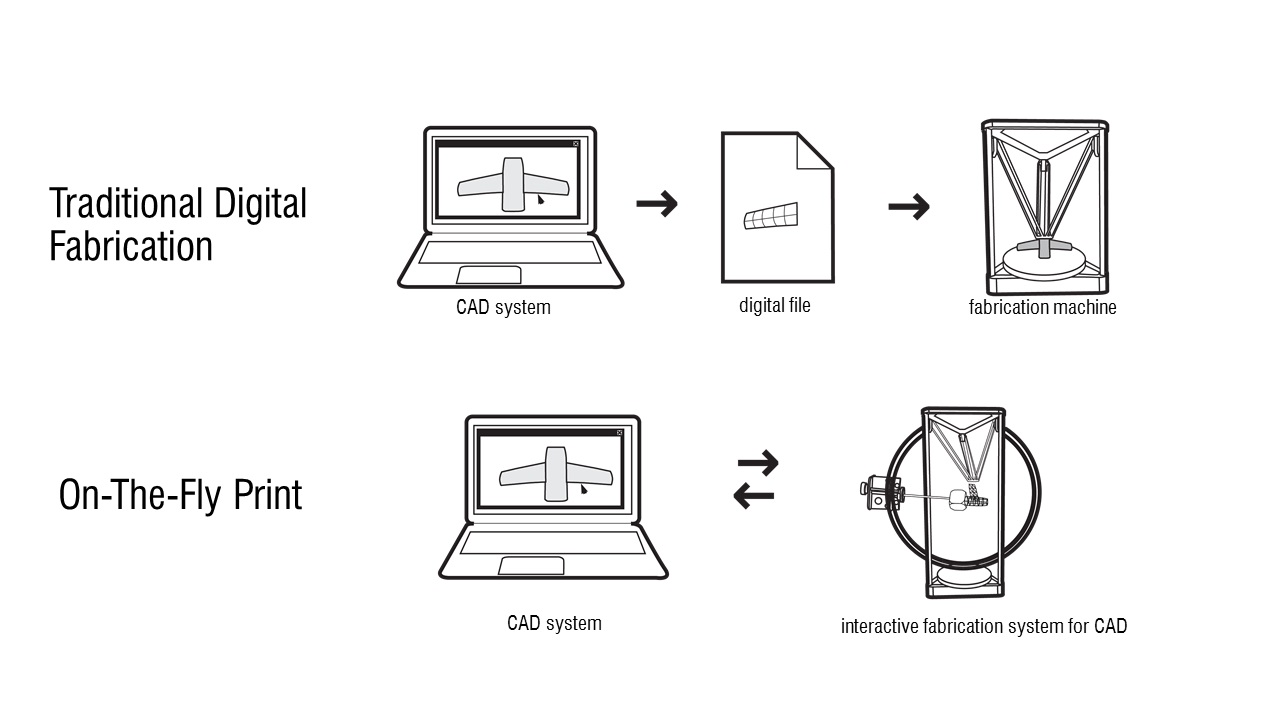 Traditional Digital
Fabrication
CAD system
digital file
fabrication machine
On-The-Fly Print
CAD system
interactive fabrication system for CAD